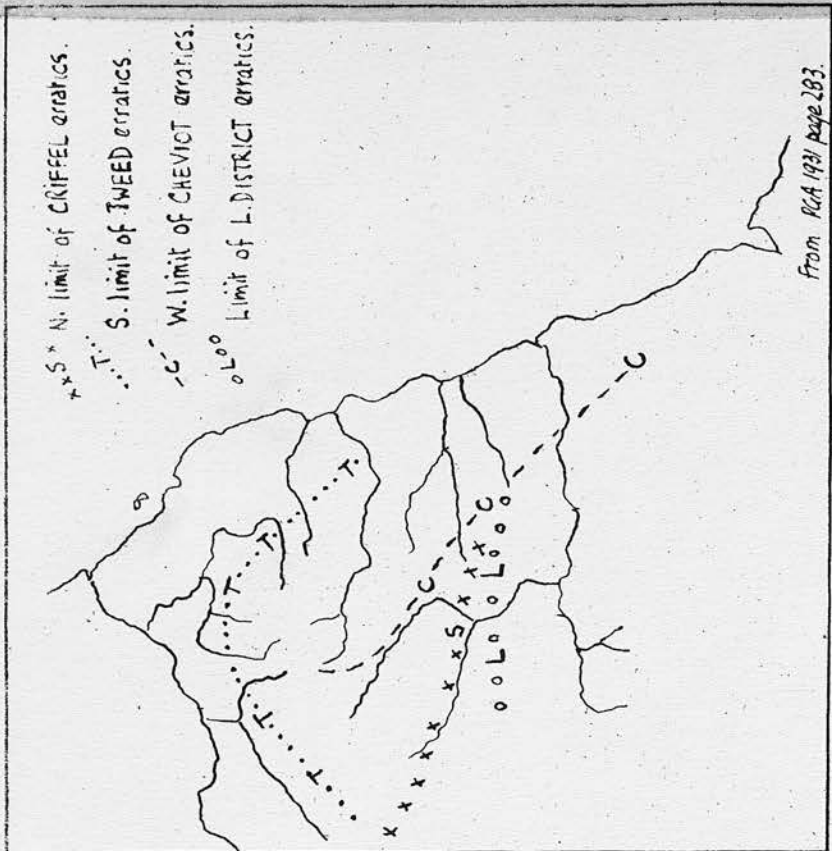 x x S x N. limit of CRIFFEL erratics.
...T... S. limit of TWEED erratics.
-C- - W. limit of CHEVIOT erratics.
o L o o Limit of L. DISTRICT erratics.
T
T
T
T
T.
C
C
C
S
L
L
From PGA 1931 page 283.